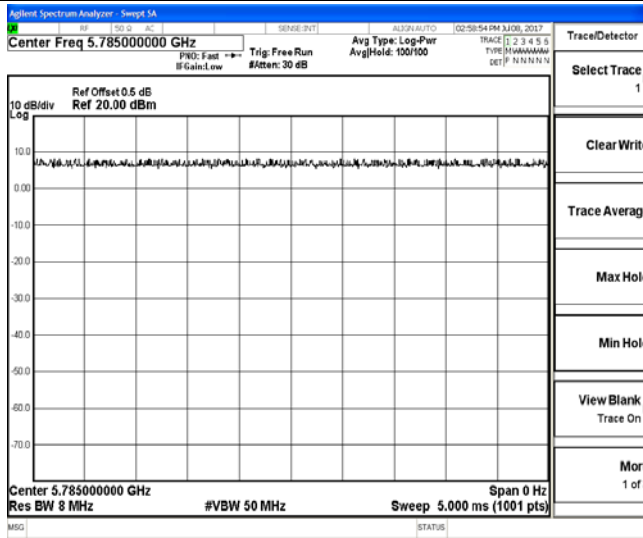 Agilent Spectrum Analyzer - Swept SA
RF 50 Ω AC SENSE:INT ALIGN AUTO 02:58:54 PM JUL 08, 2017
Center Freq 5.785000000 GHz
PNO: Fast
IFGain:Low
Trig: Free Run
#Atten: 30 dB
Avg Type: Log-Pwr
Avg|Hold: 100/100
TRACE 1 2 3 4 5 6
TYPE MWWWWW
DET P N N N N N
Ref Offset 0.5 dB
Ref 20.00 dBm
10 dB/div
Log
10.0
0.00
-10.0
-20.0
-30.0
-40.0
-50.0
-60.0
-70.0
Center 5.785000000 GHz Span 0 Hz
Res BW 8 MHz #VBW 50 MHz Sweep 5.000 ms (1001 pts)
MSG STATUS
Trace/Detector
Select Trace
1
Clear Writ
Trace Averag
Max Hol
Min Hol
View Blank
Trace On
Mor
1 of